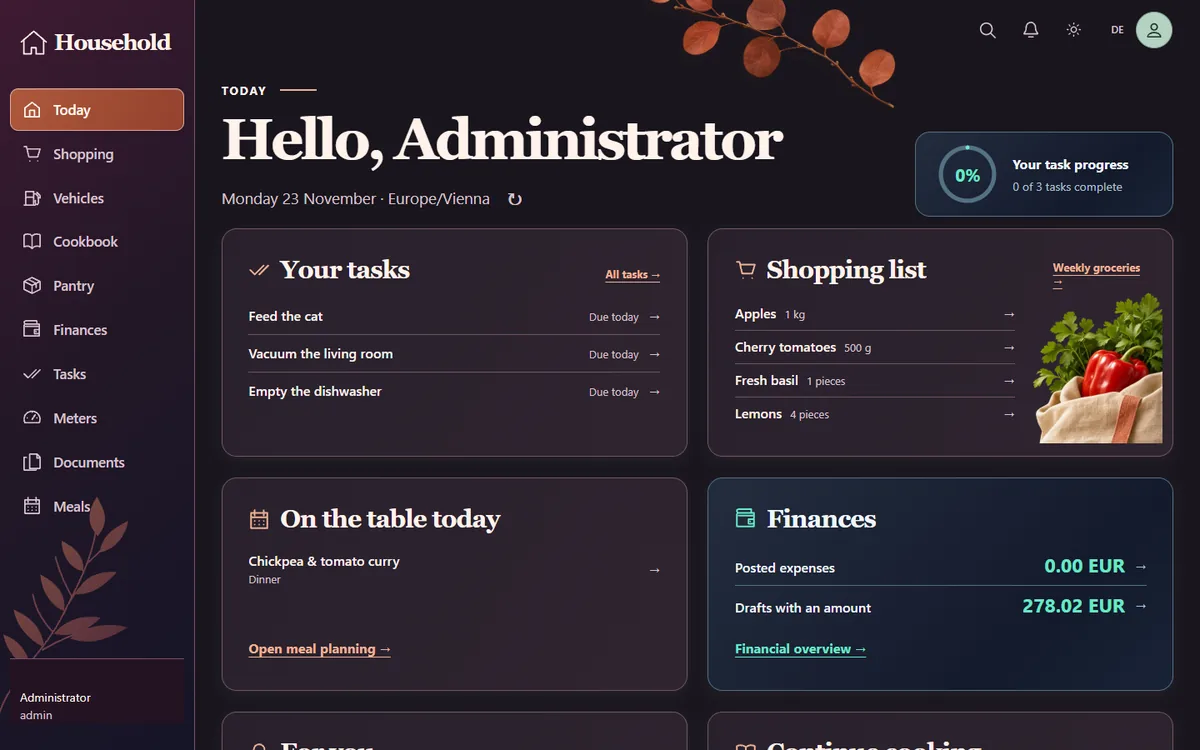 Household
Today
Shopping
Vehicles
Cookbook
Pantry
Finances
Tasks
Meters
Documents
Meals
Administrator
admin
DE
TODAY
Hello, Administrator
Monday 23 November · Europe/Vienna ↻
0%
Your task progress
0 of 3 tasks complete
Your tasks
All tasks →
Feed the cat Due today →
Vacuum the living room Due today →
Empty the dishwasher Due today →
Shopping list
Weekly groceries
→
Apples 1 kg →
Cherry tomatoes 500 g →
Fresh basil 1 pieces →
Lemons 4 pieces →
On the table today
Chickpea & tomato curry →
Dinner
Open meal planning →
Finances
Posted expenses 0.00 EUR →
Drafts with an amount 278.02 EUR →
Financial overview →
For you
Continue cooking